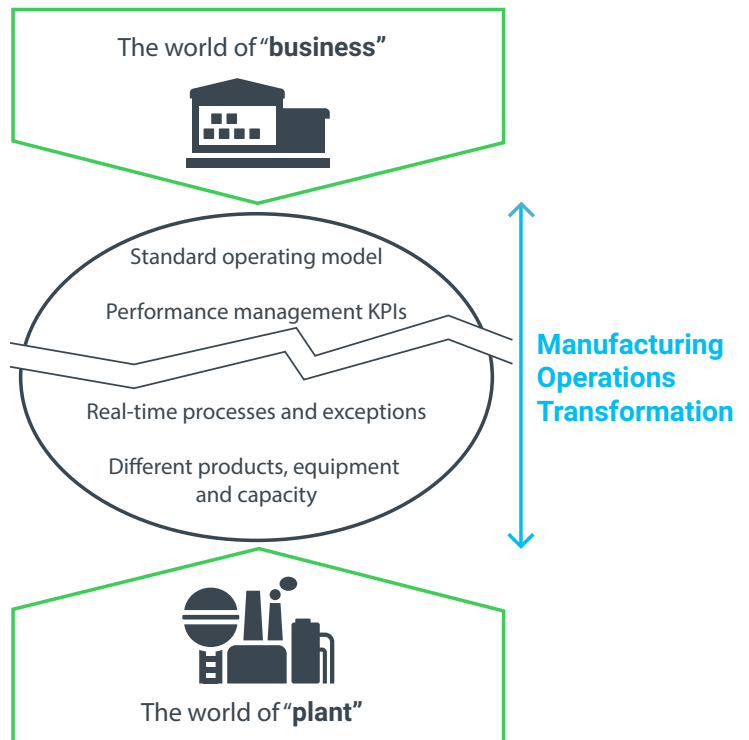 The world of “business”
Standard operating model
Performance management KPIs
Manufacturing
Operations
Transformation
Real-time processes and exceptions
Different products, equipment
and capacity
The world of “plant”